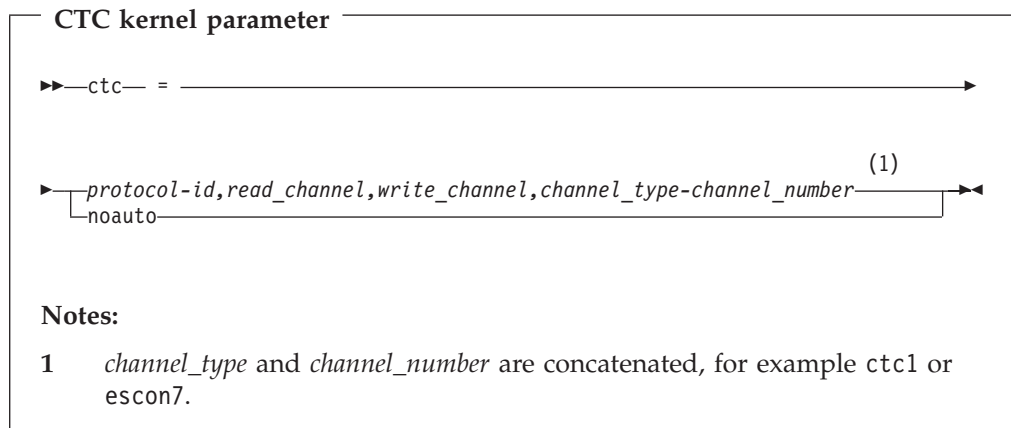 CTC kernel parameter
ctc =
(1)
protocol-id,read_channel,write_channel,channel_type-channel_number
noauto
Notes:
1 channel_type and channel_number are concatenated, for example ctc1 or
escon7.